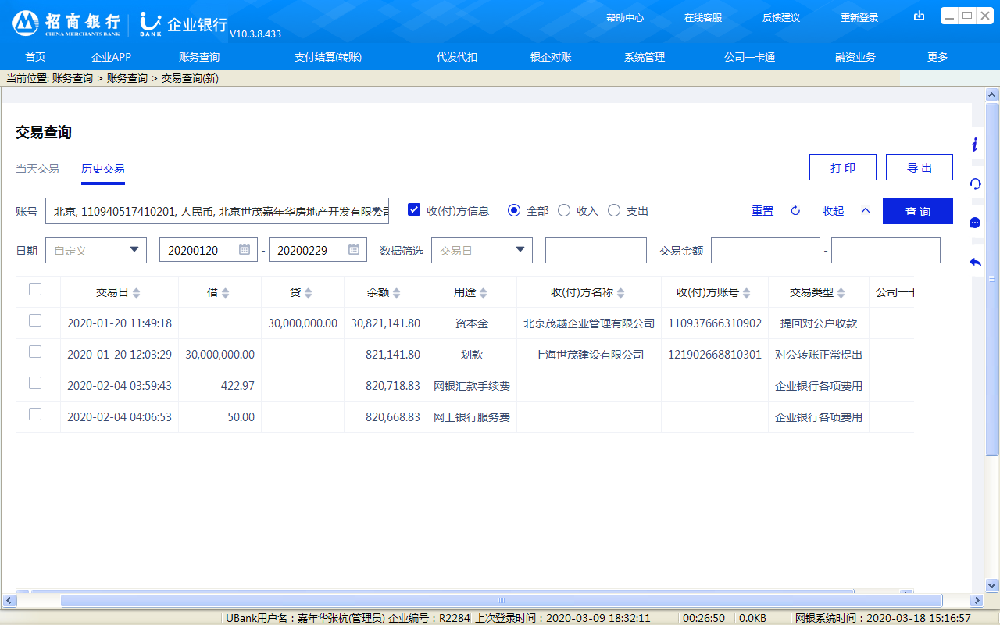 招商银行 CHINA MERCHANTS BANK U BANK 企业银行 V10.3.8.433 帮助中心 在线客服 反馈建议 重新登录
首页 企业APP 账务查询 支付结算(转账) 代发代扣 银企对账 系统管理 公司一卡通 融资业务 更多
当前位置: 账务查询 > 账务查询 > 交易查询(新)
交易查询
当天交易 历史交易 打印 导出
账号 北京, 110940517410201, 人民币, 北京世茂嘉年华房地产开发有限公司 收(付)方信息 全部 收入 支出 重置 收起 查询
日期 自定义 20200120 - 20200229 数据筛选 交易日 交易金额 -
交易日 借 贷 余额 用途 收(付)方名称 收(付)方账号 交易类型 公司一卡
2020-01-20 11:49:18 30,000,000.00 30,821,141.80 资本金 北京茂越企业管理有限公司 110937666310902 提回对公户收款
2020-01-20 12:03:29 30,000,000.00 821,141.80 划款 上海世茂建设有限公司 121902668810301 对公转账正常提出
2020-02-04 03:59:43 422.97 820,718.83 网银汇款手续费 企业银行各项费用
2020-02-04 04:06:53 50.00 820,668.83 网上银行服务费 企业银行各项费用
UBank用户名：嘉年华张杭(管理员) 企业编号：R2284 上次登录时间：2020-03-09 18:32:11 00:26:50 0.0KB 网银系统时间：2020-03-18 15:16:57